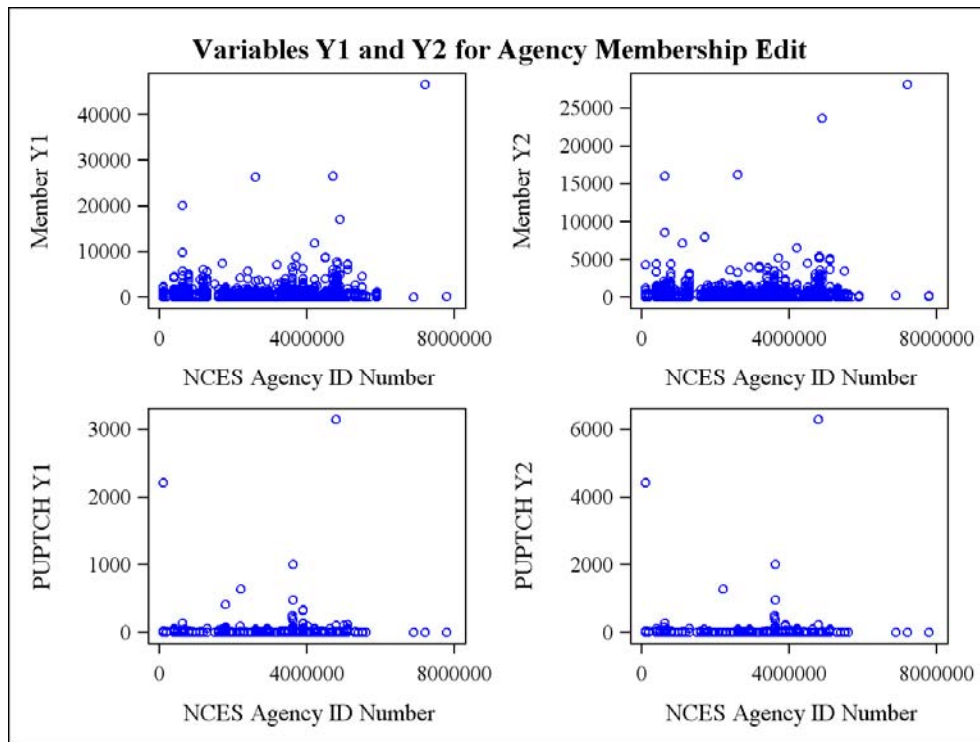 Variables Y1 and Y2 for Agency Membership Edit
Member Y1
40000
30000
20000
10000
0
0 4000000 8000000
NCES Agency ID Number
Member Y2
25000
20000
15000
10000
5000
0
0 4000000 8000000
NCES Agency ID Number
PUPTCH Y1
3000
2000
1000
0
0 4000000 8000000
NCES Agency ID Number
PUPTCH Y2
6000
4000
2000
0
0 4000000 8000000
NCES Agency ID Number